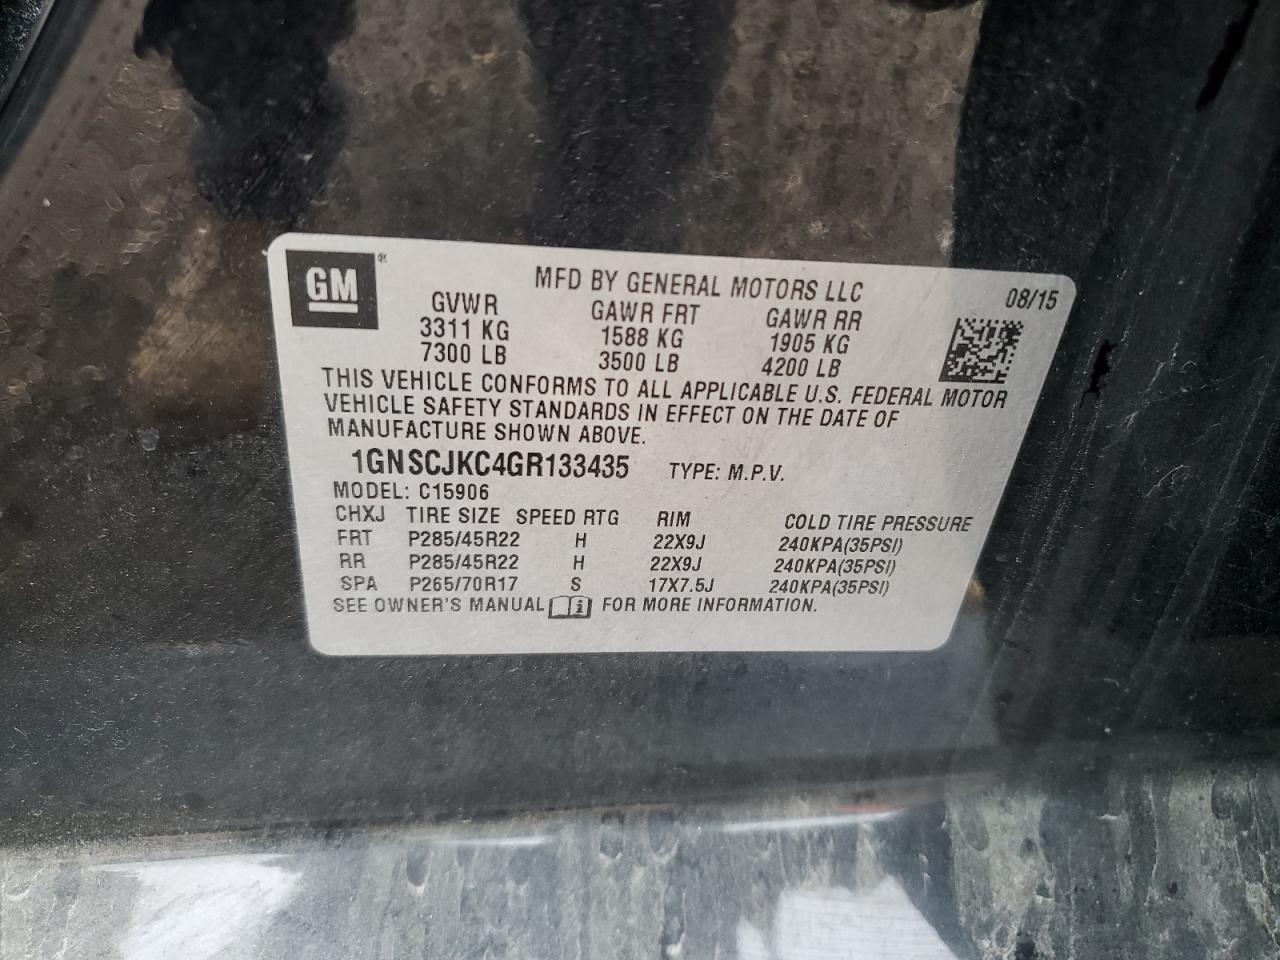 GM ®
MFD BY GENERAL MOTORS LLC 08/15
GVWR GAWR FRT GAWR RR
3311 KG 1588 KG 1905 KG
7300 LB 3500 LB 4200 LB
THIS VEHICLE CONFORMS TO ALL APPLICABLE U.S. FEDERAL MOTOR
VEHICLE SAFETY STANDARDS IN EFFECT ON THE DATE OF
MANUFACTURE SHOWN ABOVE.
1GNSCJKC4GR133435 TYPE: M.P.V.
MODEL: C15906
CHXJ TIRE SIZE SPEED RTG RIM COLD TIRE PRESSURE
FRT P285/45R22 H 22X9J 240KPA(35PSI)
RR P285/45R22 H 22X9J 240KPA(35PSI)
SPA P265/70R17 S 17X7.5J 240KPA(35PSI)
SEE OWNER'S MANUAL i FOR MORE INFORMATION.